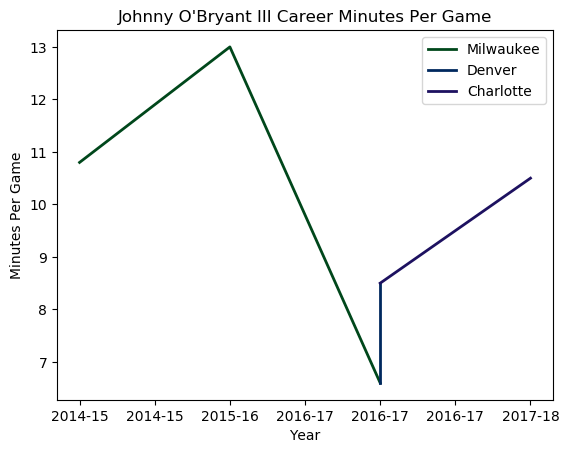 Johnny O'Bryant III Career Minutes Per Game
Milwaukee
Denver
Charlotte
Minutes Per Game
13
12
11
10
9
8
7
2014-15 2014-15 2015-16 2016-17 2016-17 2016-17 2017-18
Year